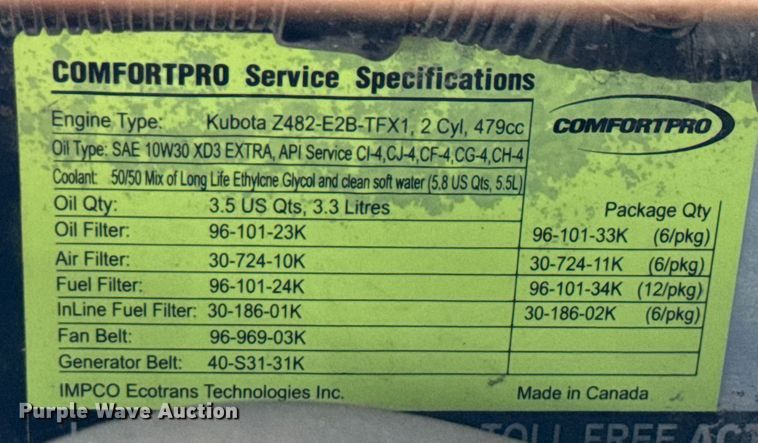 COMFORTPRO Service Specifications
Engine Type: Kubota Z482-E2B-TFX1, 2 Cyl, 479cc
COMFORTPRO
Oil Type: SAE 10W30 XD3 EXTRA, API Service CI-4,CJ-4,CF-4,CG-4,CH-4
Coolant: 50/50 Mix of Long Life Ethylene Glycol and clean soft water (5.8 US Qts, 5.5L)
Oil Qty: 3.5 US Qts, 3.3 Litres
Package Qty
Oil Filter: 96-101-23K 96-101-33K (6/pkg)
Air Filter: 30-724-10K 30-724-11K (6/pkg)
Fuel Filter: 96-101-24K 96-101-34K (12/pkg)
InLine Fuel Filter: 30-186-01K 30-186-02K (6/pkg)
Fan Belt: 96-969-03K
Generator Belt: 40-S31-31K
IMPCO Ecotrans Technologies Inc. Made in Canada
Purple Wave Auction
TOLL FREE ACT